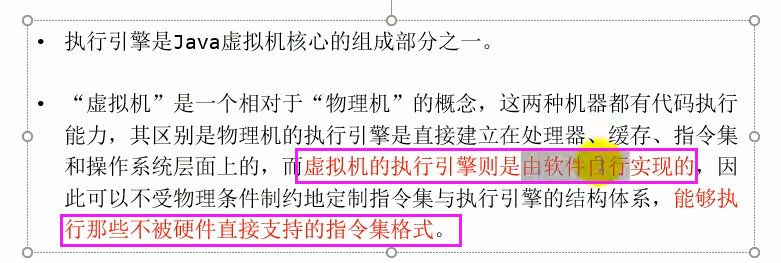 • 执行引擎是Java虚拟机核心的组成部分之一。
• “虚拟机”是一个相对于“物理机”的概念，这两种机器都有代码执行
能力，其区别是物理机的执行引擎是直接建立在处理器、缓存、指令集
和操作系统层面上的，而虚拟机的执行引擎则是由软件自行实现的，因
此可以不受物理条件制约地定制指令集与执行引擎的结构体系，能够执
行那些不被硬件直接支持的指令集格式。